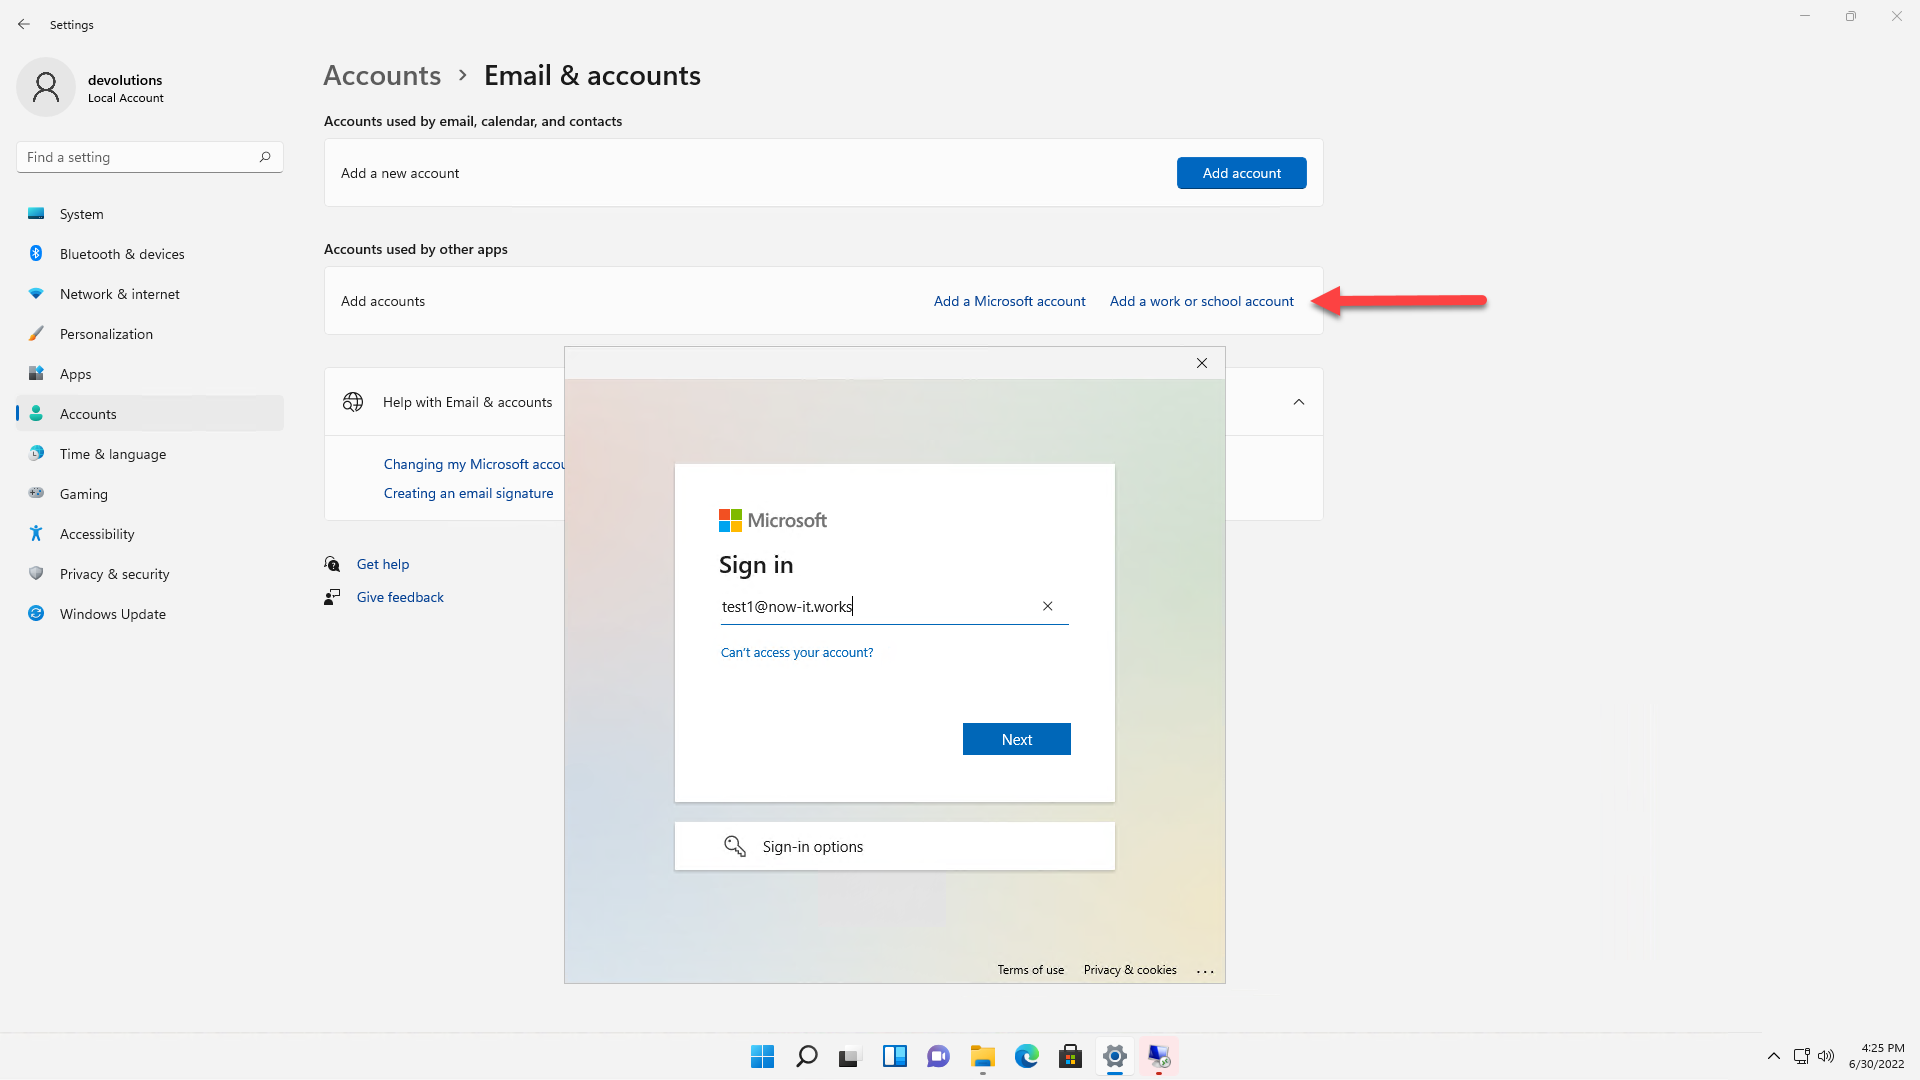 Settings
devolutions
Local Account
Find a setting
System
Bluetooth & devices
Network & internet
Personalization
Apps
Accounts
Time & language
Gaming
Accessibility
Privacy & security
Windows Update
Accounts > Email & accounts
Accounts used by email, calendar, and contacts
Add a new account
Add account
Accounts used by other apps
Add accounts
Add a Microsoft account
Add a work or school account
Help with Email & accounts
Changing my Microsoft accou
Creating an email signature
Get help
Give feedback
Microsoft
Sign in
test1@now-it.works
Can't access your account?
Next
Sign-in options
Terms of use
Privacy & cookies
...
4:25 PM
6/30/2022